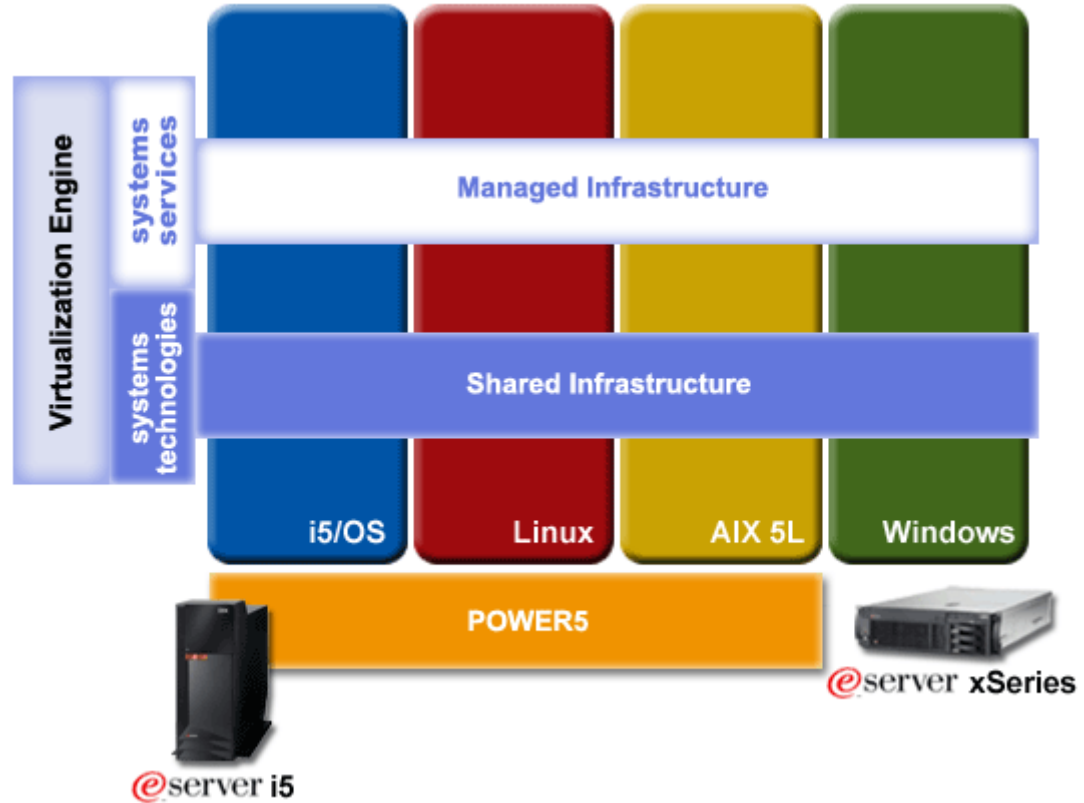 Virtualization Engine
systems
services
systems
technologies
Managed Infrastructure
Shared Infrastructure
i5/OS
Linux
AIX 5L
Windows
POWER5
eserver xSeries
eserver i5